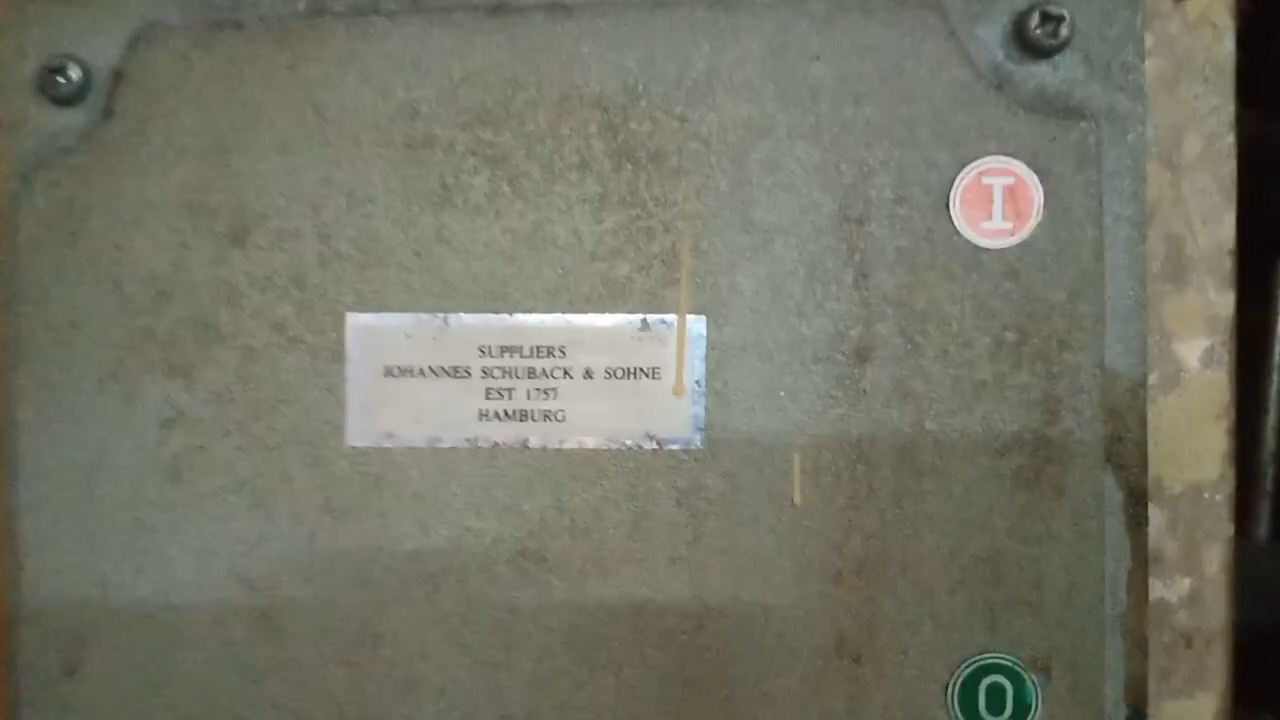 I
SUPPLIERS
JOHANNES SCHUBACK & SOHNE
EST 1757
HAMBURG
O